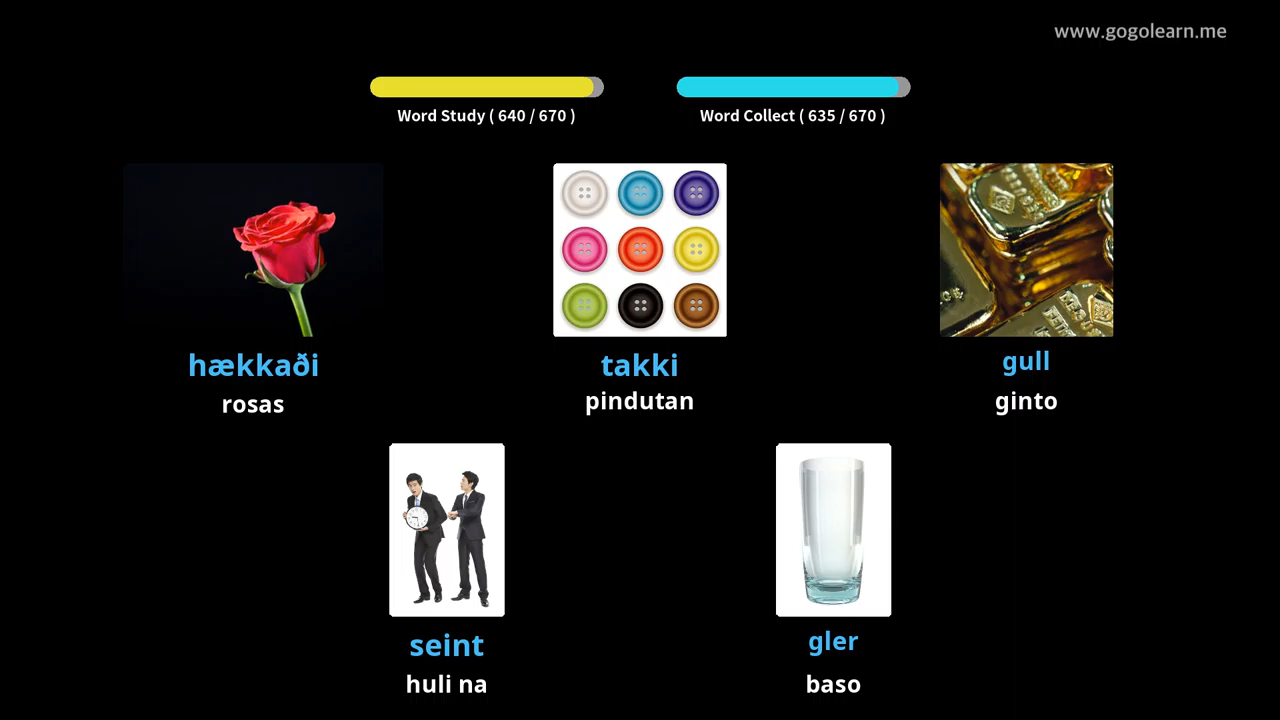 www.gogolearn.me
Word Study ( 640 / 670 )
Word Collect ( 635 / 670 )
hækkaði
rosas
takki
pindutan
gull
ginto
seint
huli na
gler
baso